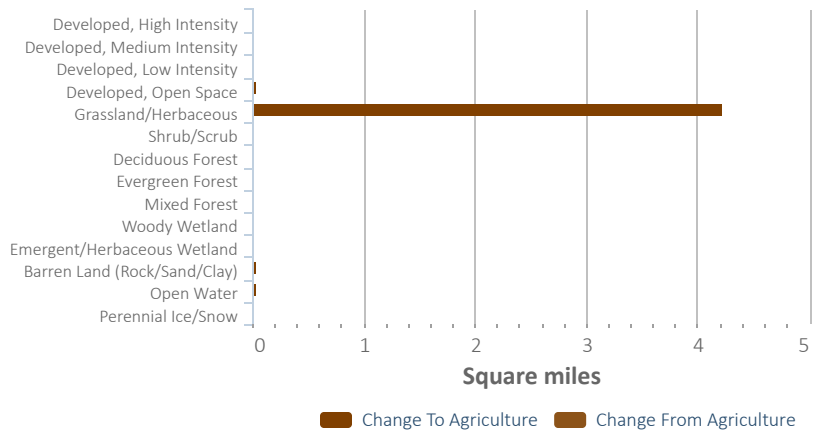 Developed, High Intensity
Developed, Medium Intensity
Developed, Low Intensity
Developed, Open Space
Grassland/Herbaceous
Shrub/Scrub
Deciduous Forest
Evergreen Forest
Mixed Forest
Woody Wetland
Emergent/Herbaceous Wetland
Barren Land (Rock/Sand/Clay)
Open Water
Perennial Ice/Snow
0 1 2 3 4 5
Square miles
Change To Agriculture Change From Agriculture